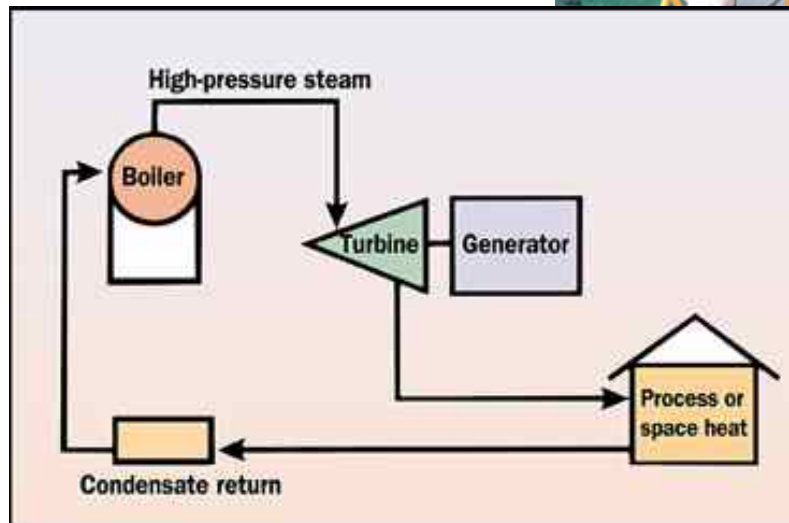 High-pressure steam
Boiler
Turbine
Generator
Process or
space heat
Condensate return